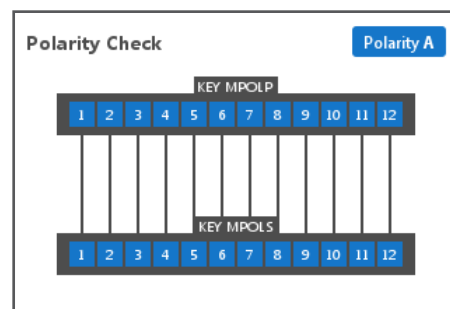 Polarity Check
Polarity A
KEY MPOLP
1 2 3 4 5 6 7 8 9 10 11 12
KEY MPOLS
1 2 3 4 5 6 7 8 9 10 11 12